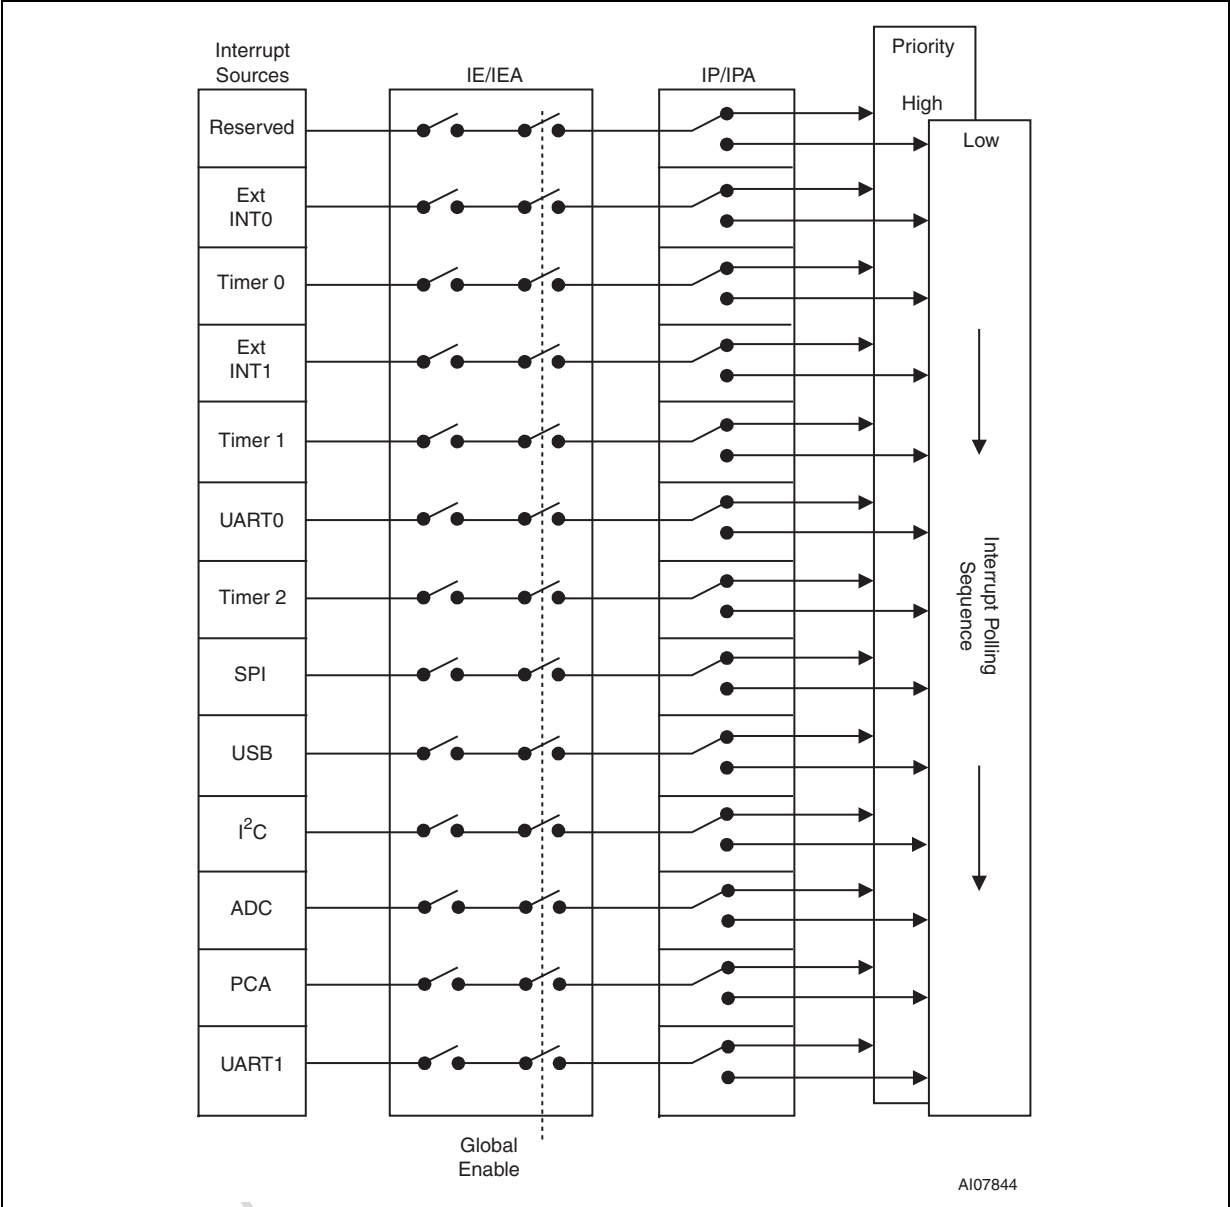 Interrupt
Sources
IE/IEA
IP/IPA
Priority
High
Low
Reserved
Ext
INT0
Timer 0
Ext
INT1
Timer 1
UART0
Timer 2
SPI
USB
I²C
ADC
PCA
UART1
Interrupt Polling
Sequence
Global
Enable
AI07844